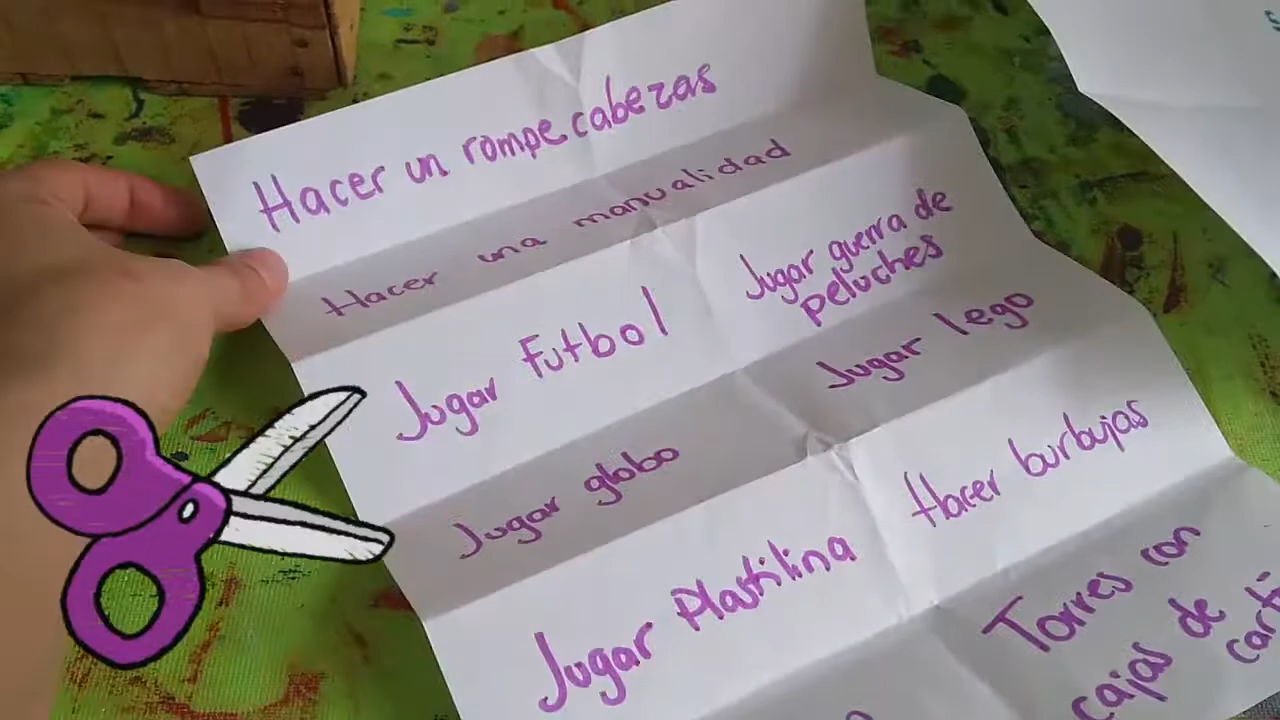 Hacer un rompecabezas
Hacer una manualidad
Jugar Futbol
Jugar guerra de
peluches
Jugar globo
Jugar lego
Jugar Plastilina
Hacer burbujas
Torres con
cajas de